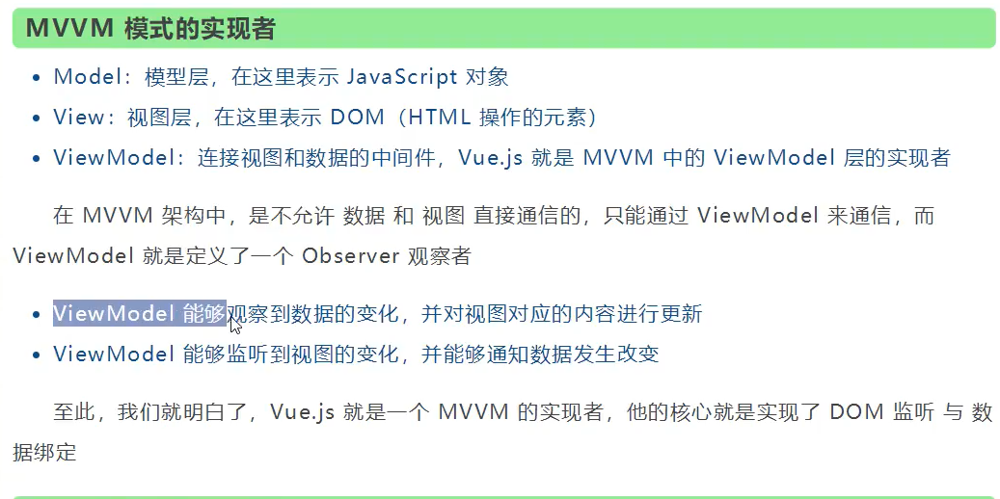 MVVM 模式的实现者
Model：模型层，在这里表示 JavaScript 对象
View：视图层，在这里表示 DOM（HTML 操作的元素）
ViewModel：连接视图和数据的中间件，Vue.js 就是 MVVM 中的 ViewModel 层的实现者
在 MVVM 架构中，是不允许 数据 和 视图 直接通信的，只能通过 ViewModel 来通信，而
ViewModel 就是定义了一个 Observer 观察者
ViewModel 能够观察到数据的变化，并对视图对应的内容进行更新
ViewModel 能够监听到视图的变化，并能够通知数据发生改变
至此，我们就明白了，Vue.js 就是一个 MVVM 的实现者，他的核心就是实现了 DOM 监听 与 数
据绑定